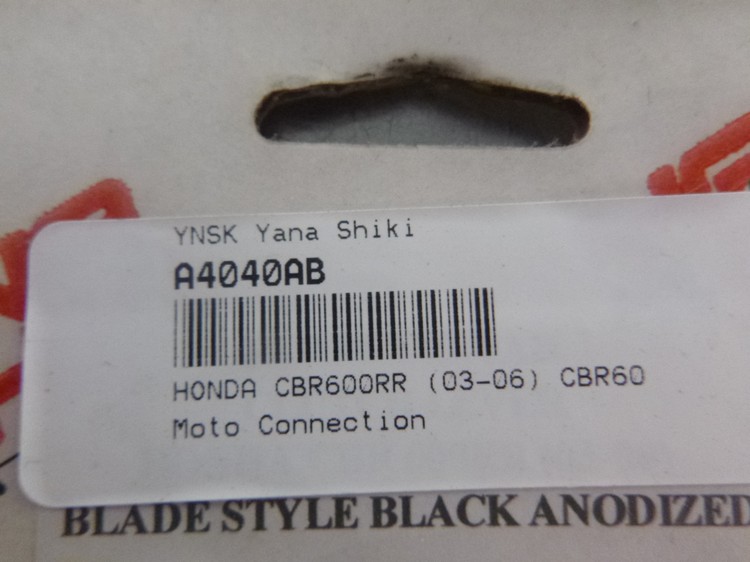 YNSK Yana Shiki
A4040AB
HONDA CBR600RR (03-06) CBR60
Moto Connection
BLADE STYLE BLACK ANODIZED